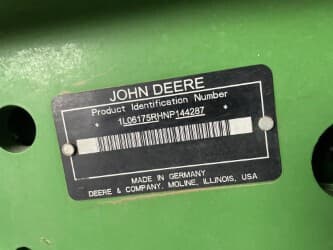 JOHN DEERE
Product Identification Number
* 1L06175RHNP144287 *
MADE IN GERMANY
DEERE & COMPANY, MOLINE, ILLINOIS, USA